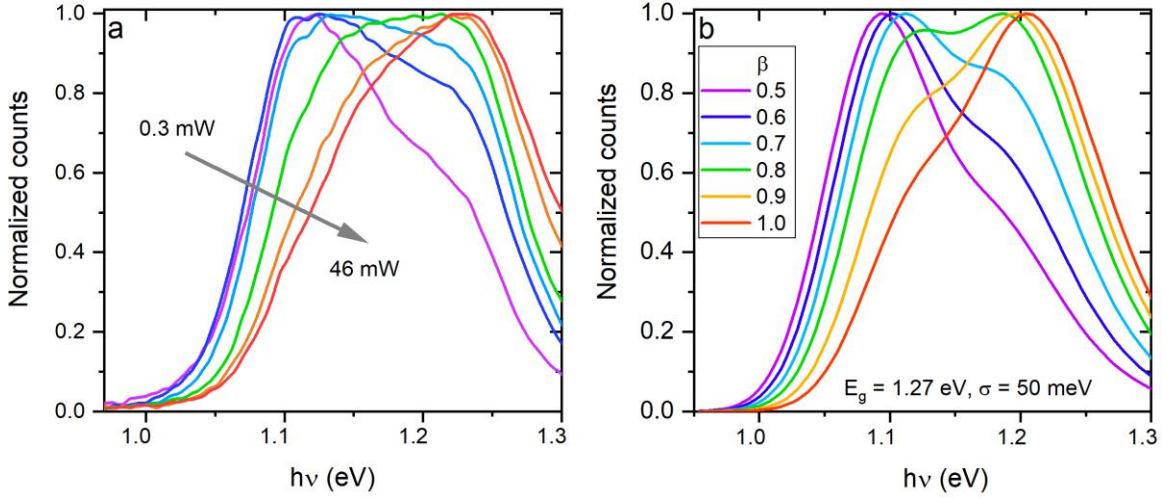 a
Normalized counts
1.0
0.8
0.6
0.4
0.2
0.0
0.3 mW
46 mW
1.0 1.1 1.2 1.3
hν (eV)
b
Normalized counts
1.0
0.8
0.6
0.4
0.2
0.0
β
0.5
0.6
0.7
0.8
0.9
1.0
E_g = 1.27 eV, σ = 50 meV
1.0 1.1 1.2 1.3
hν (eV)